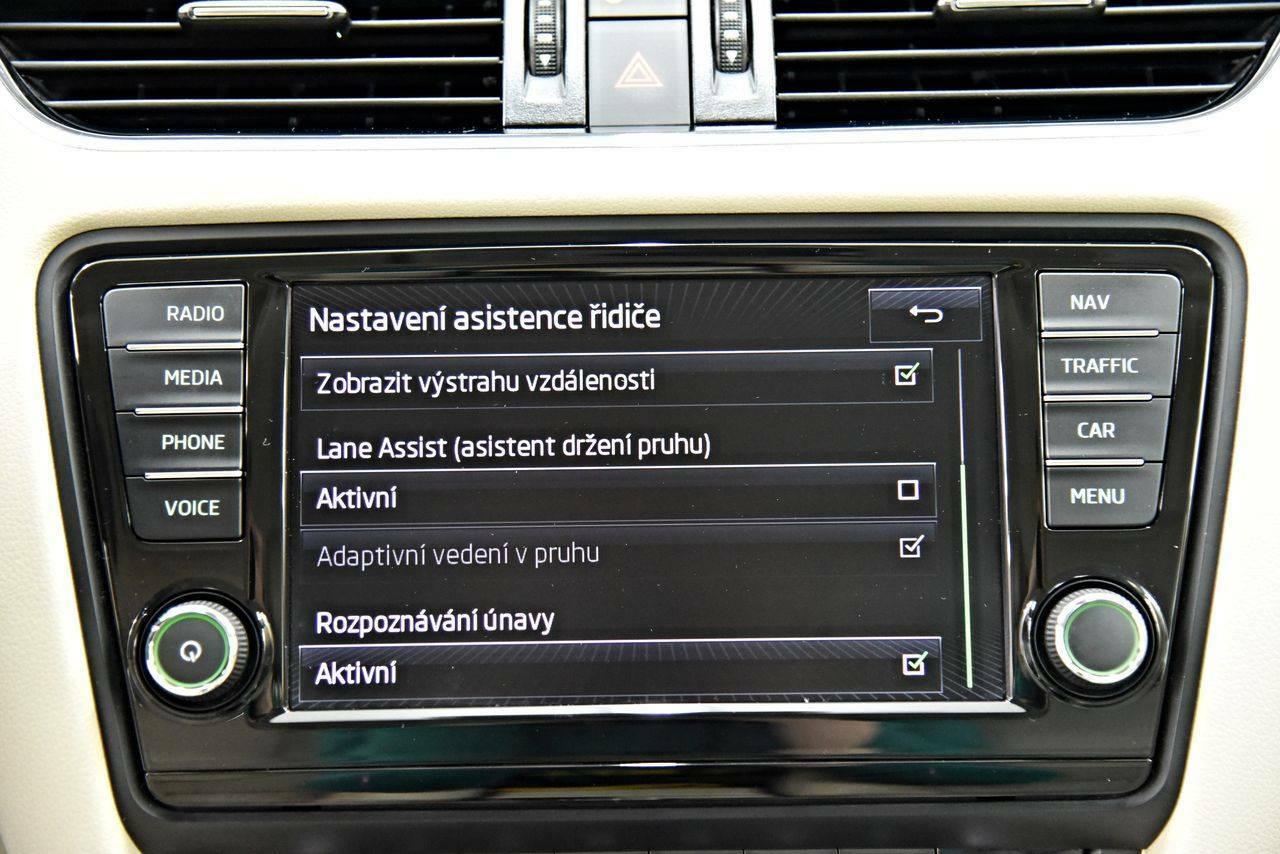 RADIO
MEDIA
PHONE
VOICE
Nastavení asistence řidiče
Zobrazit výstrahu vzdálenosti
Lane Assist (asistent držení pruhu)
Aktivní
Adaptivní vedení v pruhu
Rozpoznávání únavy
Aktivní
NAV
TRAFFIC
CAR
MENU